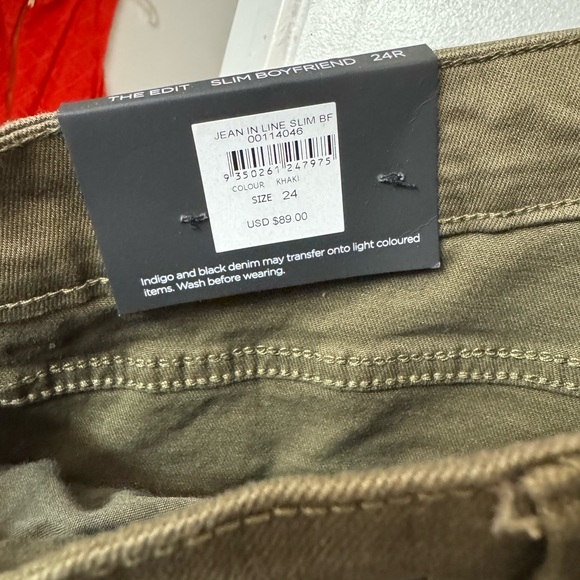 THE EDIT SLIM BOYFRIEND 24R
JEAN IN LINE SLIM BF
00114046
9 350261 247975
COLOUR KHAKI
SIZE 24
USD $89.00
Indigo and black denim may transfer onto light coloured
items. Wash before wearing.